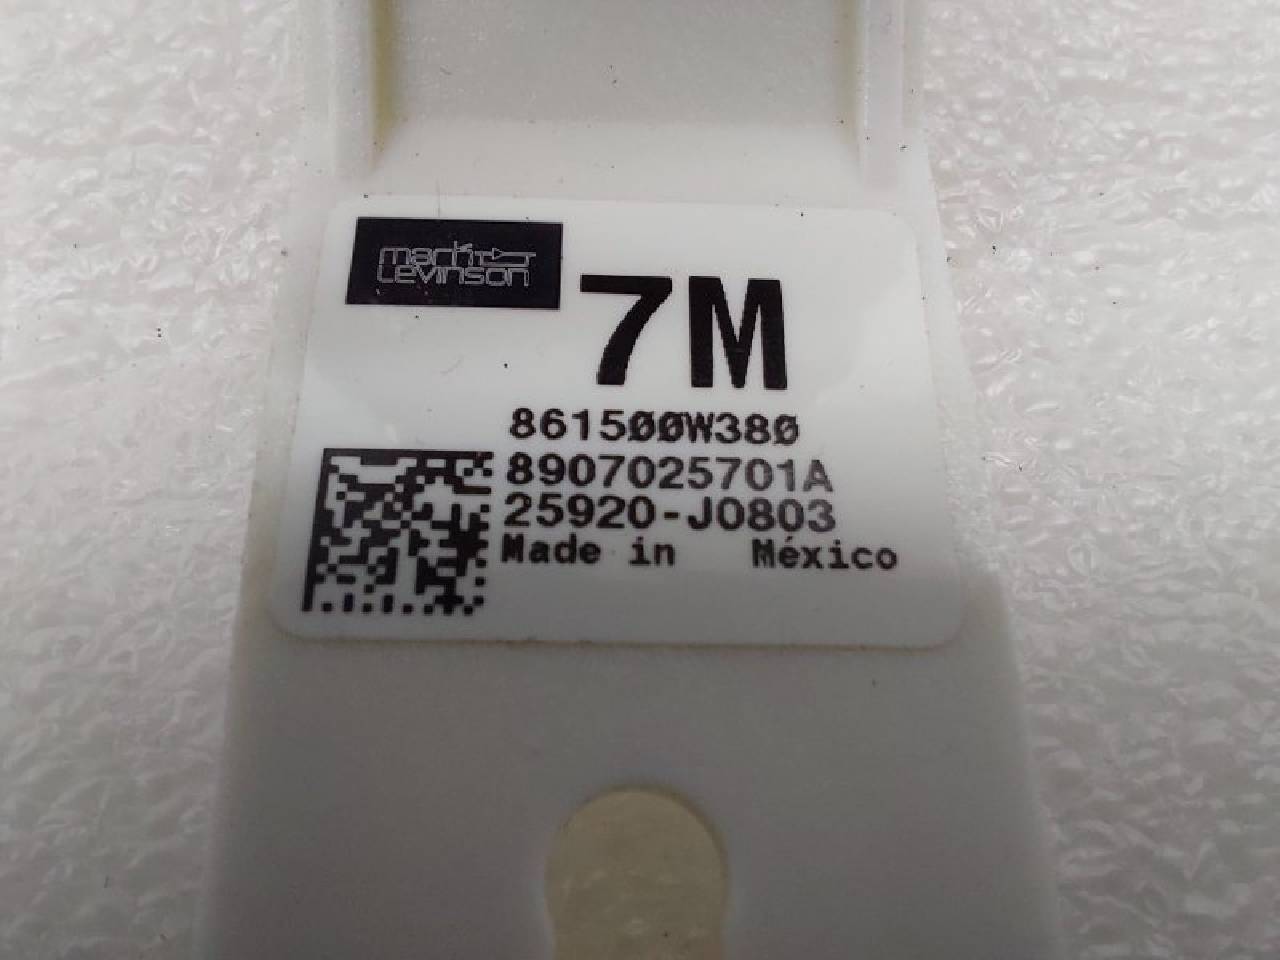 mark
Levinson
7M
861500W380
8907025701A
25920-J0803
Made in México